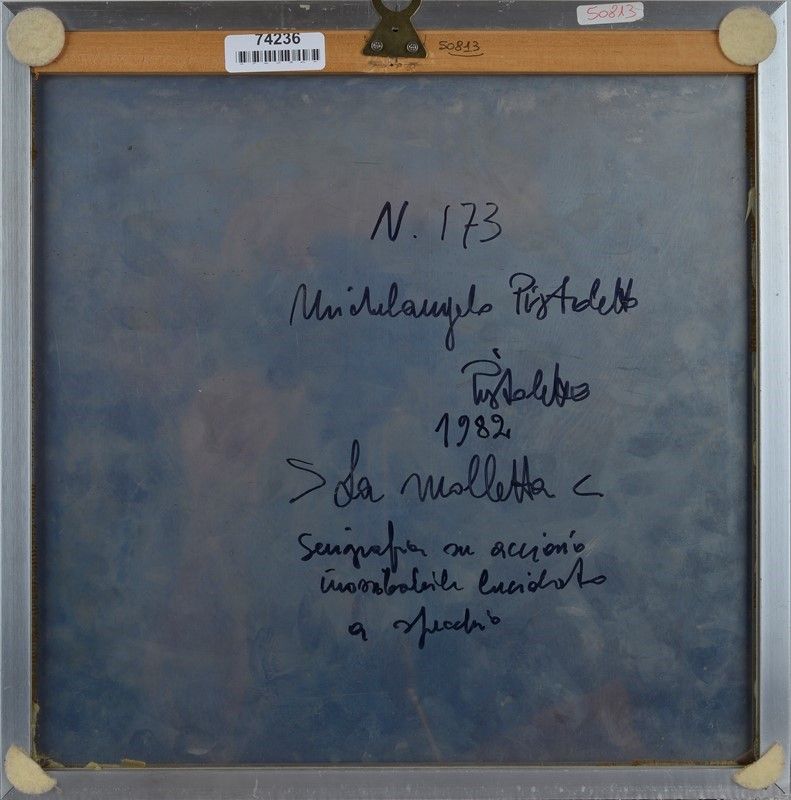 74236
50813
50813
N. 173
Michelangelo Pistoletto
Pistoletto
1982
> La molletta <
Serigrafia su acciaio
inossidabile lucidato
a specchio